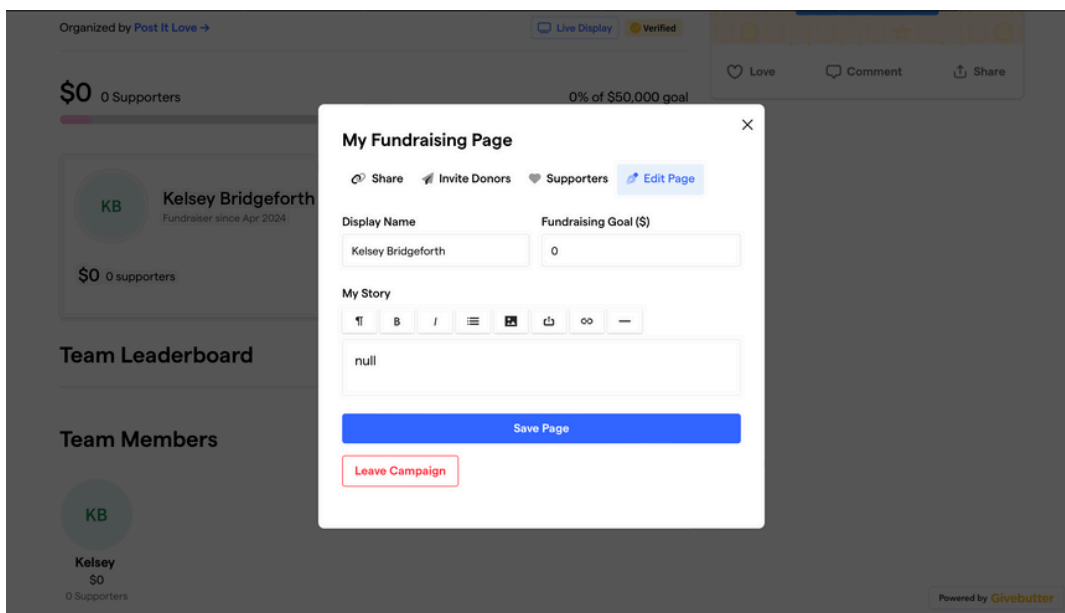 Organized by Post It Love →
Live Display
Verified
$0 0 Supporters
0% of $50,000 goal
Love
Comment
Share
KB
Kelsey Bridgeforth
Fundraiser since Apr 2024
$0 0 supporters
Team Leaderboard
Team Members
KB
Kelsey
$0
0 Supporters
My Fundraising Page
Share
Invite Donors
Supporters
Edit Page
Display Name
Fundraising Goal ($)
Kelsey Bridgeforth
0
My Story
¶ B I
null
Save Page
Leave Campaign
Powered by Givebutter